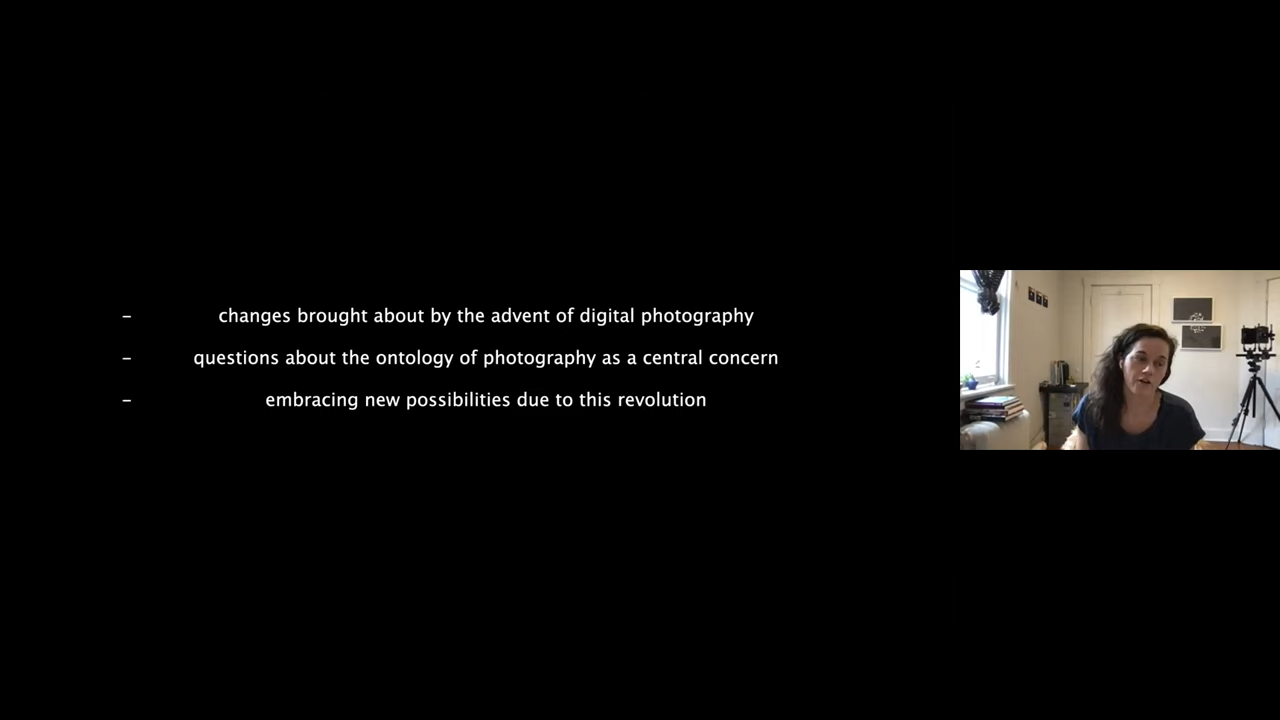 – changes brought about by the advent of digital photography
– questions about the ontology of photography as a central concern
– embracing new possibilities due to this revolution